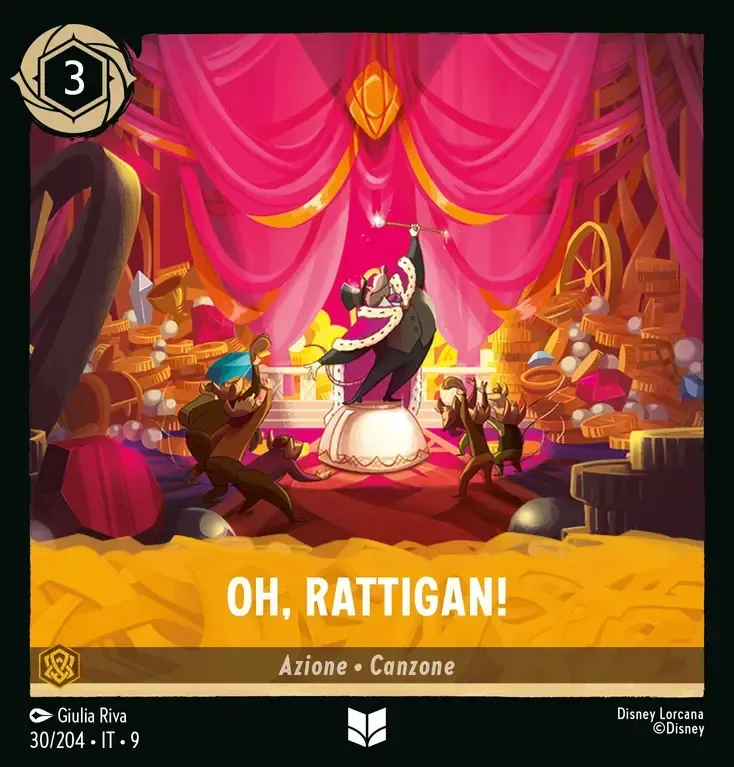 3
OH, RATTIGAN!
Azione • Canzone
Giulia Riva
Disney Lorcana
30/204 • IT • 9
©Disney